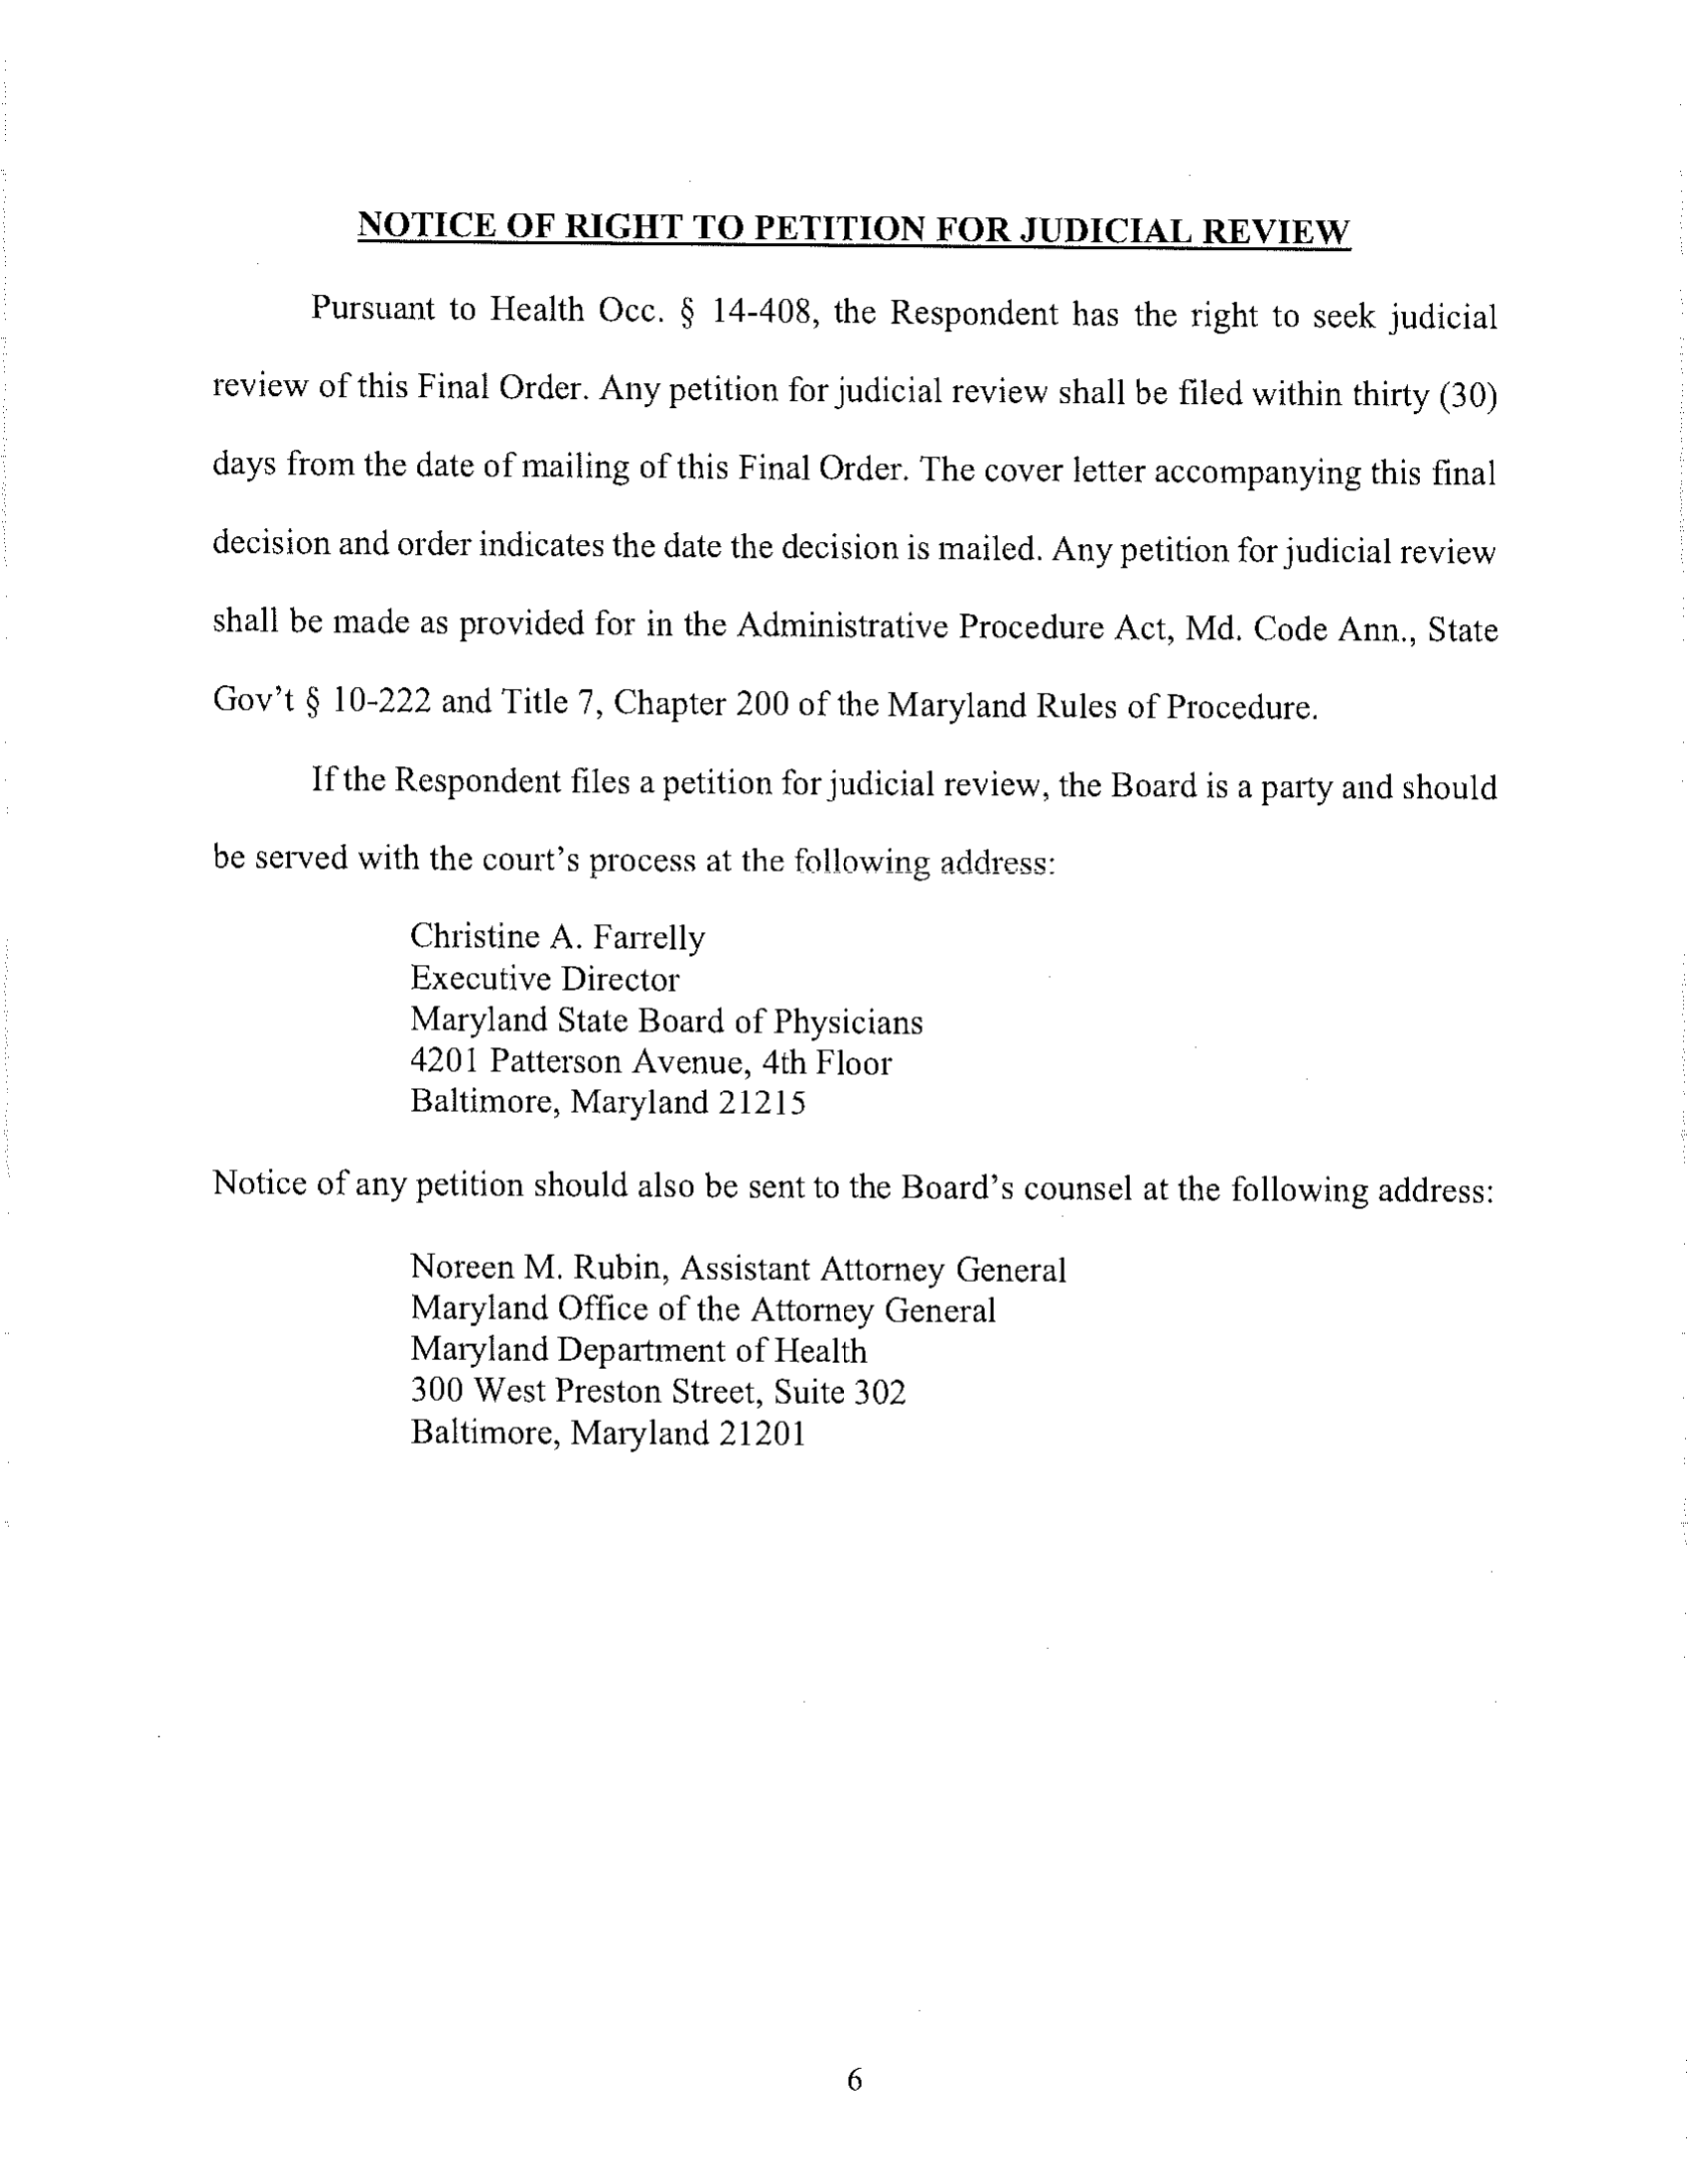 NOTICE OF RIGHT TO PETITION FOR JUDICIAL REVIEW
Pursuant to Health Occ. § 14-408, the Respondent has the right to seek judicial
review of this Final Order. Any petition for judicial review shall be filed within thirty (30)
days from the date of mailing of this Final Order. The cover letter accompanying this final
decision and order indicates the date the decision is mailed. Any petition for judicial review
shall be made as provided for in the Administrative Procedure Act, Md. Code Ann., State
Gov't § 10-222 and Title 7, Chapter 200 of the Maryland Rules of Procedure.
If the Respondent files a petition for judicial review, the Board is a party and should
be served with the court's process at the following address:
Christine A. Farrelly
Executive Director
Maryland State Board of Physicians
4201 Patterson Avenue, 4th Floor
Baltimore, Maryland 21215
Notice of any petition should also be sent to the Board's counsel at the following address:
Noreen M. Rubin, Assistant Attorney General
Maryland Office of the Attorney General
Maryland Department of Health
300 West Preston Street, Suite 302
Baltimore, Maryland 21201
6